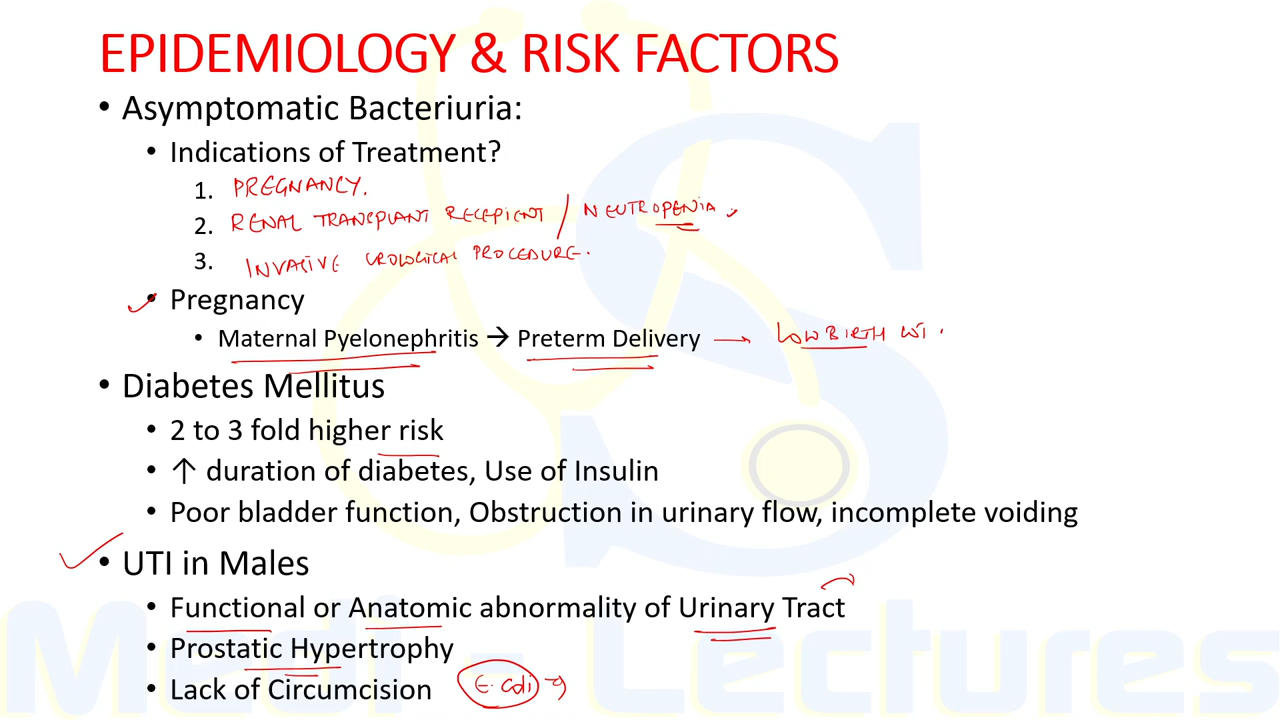 EPIDEMIOLOGY & RISK FACTORS
• Asymptomatic Bacteriuria:
• Indications of Treatment?
1. PREGNANCY.
2. RENAL TRANSPLANT RECEPIENT / NEUTROPENIA.
3. INVASIVE UROLOGICAL PROCEDURE.
• Pregnancy
• Maternal Pyelonephritis → Preterm Delivery → LOW BIRTH WT.
• Diabetes Mellitus
• 2 to 3 fold higher risk
• ↑ duration of diabetes, Use of Insulin
• Poor bladder function, Obstruction in urinary flow, incomplete voiding
• UTI in Males
• Functional or Anatomic abnormality of Urinary Tract
• Prostatic Hypertrophy
• Lack of Circumcision E. Coli →
Medi - Lectures